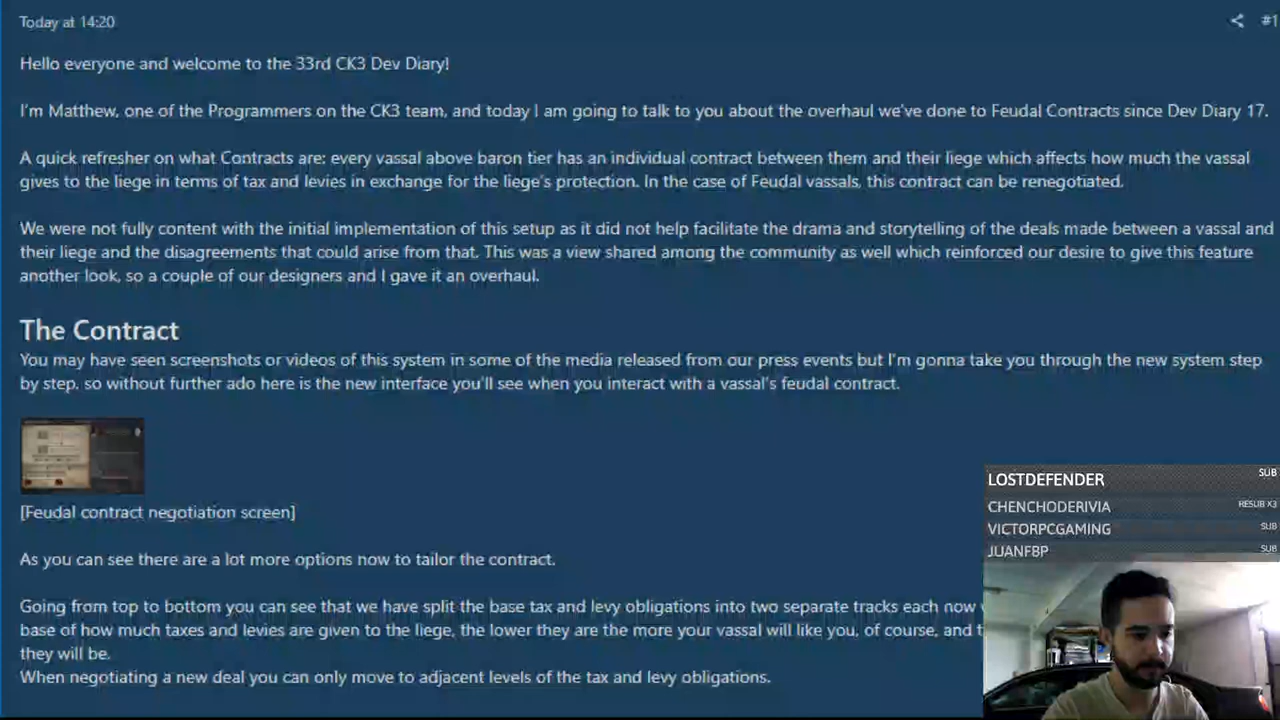 Today at 14:20
#1
Hello everyone and welcome to the 33rd CK3 Dev Diary!
I'm Matthew, one of the Programmers on the CK3 team, and today I am going to talk to you about the overhaul we've done to Feudal Contracts since Dev Diary 17.
A quick refresher on what Contracts are: every vassal above baron tier has an individual contract between them and their liege which affects how much the vassal
gives to the liege in terms of tax and levies in exchange for the liege's protection. In the case of Feudal vassals, this contract can be renegotiated.
We were not fully content with the initial implementation of this setup as it did not help facilitate the drama and storytelling of the deals made between a vassal and
their liege and the disagreements that could arise from that. This was a view shared among the community as well which reinforced our desire to give this feature
another look, so a couple of our designers and I gave it an overhaul.
The Contract
You may have seen screenshots or videos of this system in some of the media released from our press events but I'm gonna take you through the new system step
by step, so without further ado here is the new interface you'll see when you interact with a vassal's feudal contract.
[Feudal contract negotiation screen]
As you can see there are a lot more options now to tailor the contract.
Going from top to bottom you can see that we have split the base tax and levy obligations into two separate tracks each now
base of how much taxes and levies are given to the liege, the lower they are the more your vassal will like you, of course, and
they will be.
When negotiating a new deal you can only move to adjacent levels of the tax and levy obligations.
LOSTDEFENDER SUB
CHENCHODERIVIA RESUB X3
VICTORPCGAMING SUB
JUANFBP SUB